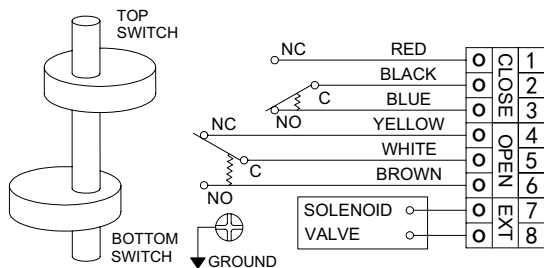 TOP
SWITCH
BOTTOM
SWITCH
NC
RED
BLACK
C
BLUE
NO
NC
YELLOW
WHITE
C
BROWN
NO
SOLENOID
VALVE
GROUND
CLOSE
OPEN
EXT
O 1
O 2
O 3
O 4
O 5
O 6
O 7
O 8